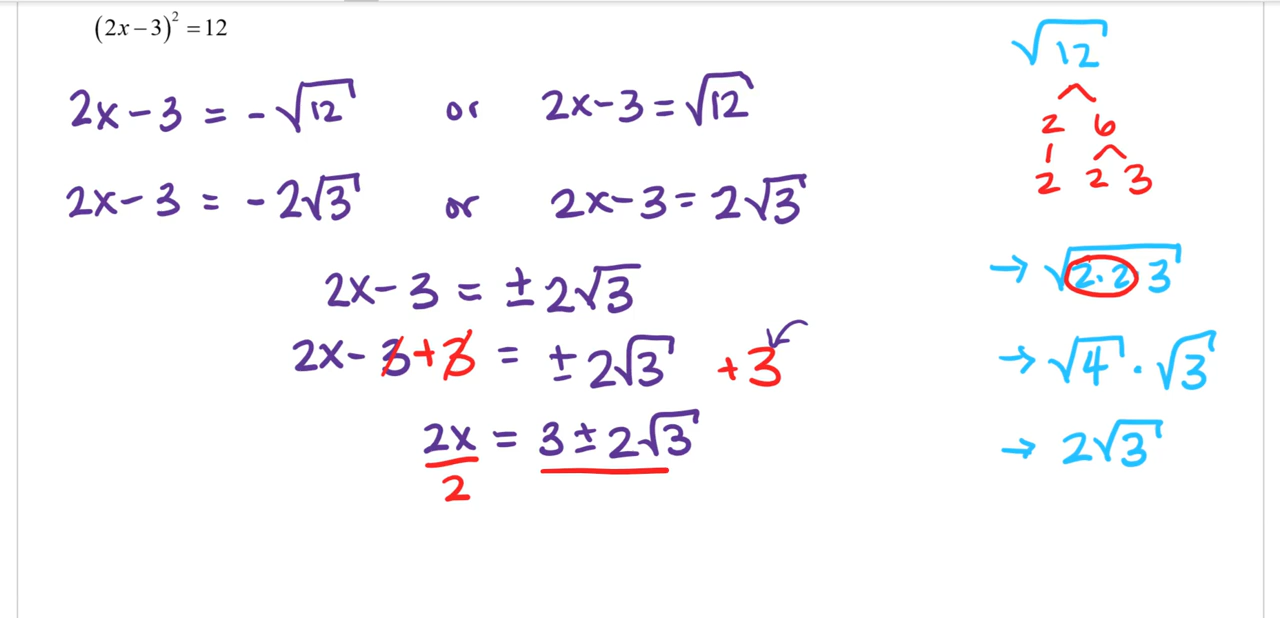 (2x−3)² = 12
2x − 3 = −√12 or 2x − 3 = √12
2x − 3 = −2√3 or 2x − 3 = 2√3
2x − 3 = ±2√3
2x − 3 + 3 = ±2√3 + 3
2x = 3 ± 2√3
2
√12
2 6
2 2 3
→ √2·2 3
→ √4 · √3
→ 2√3